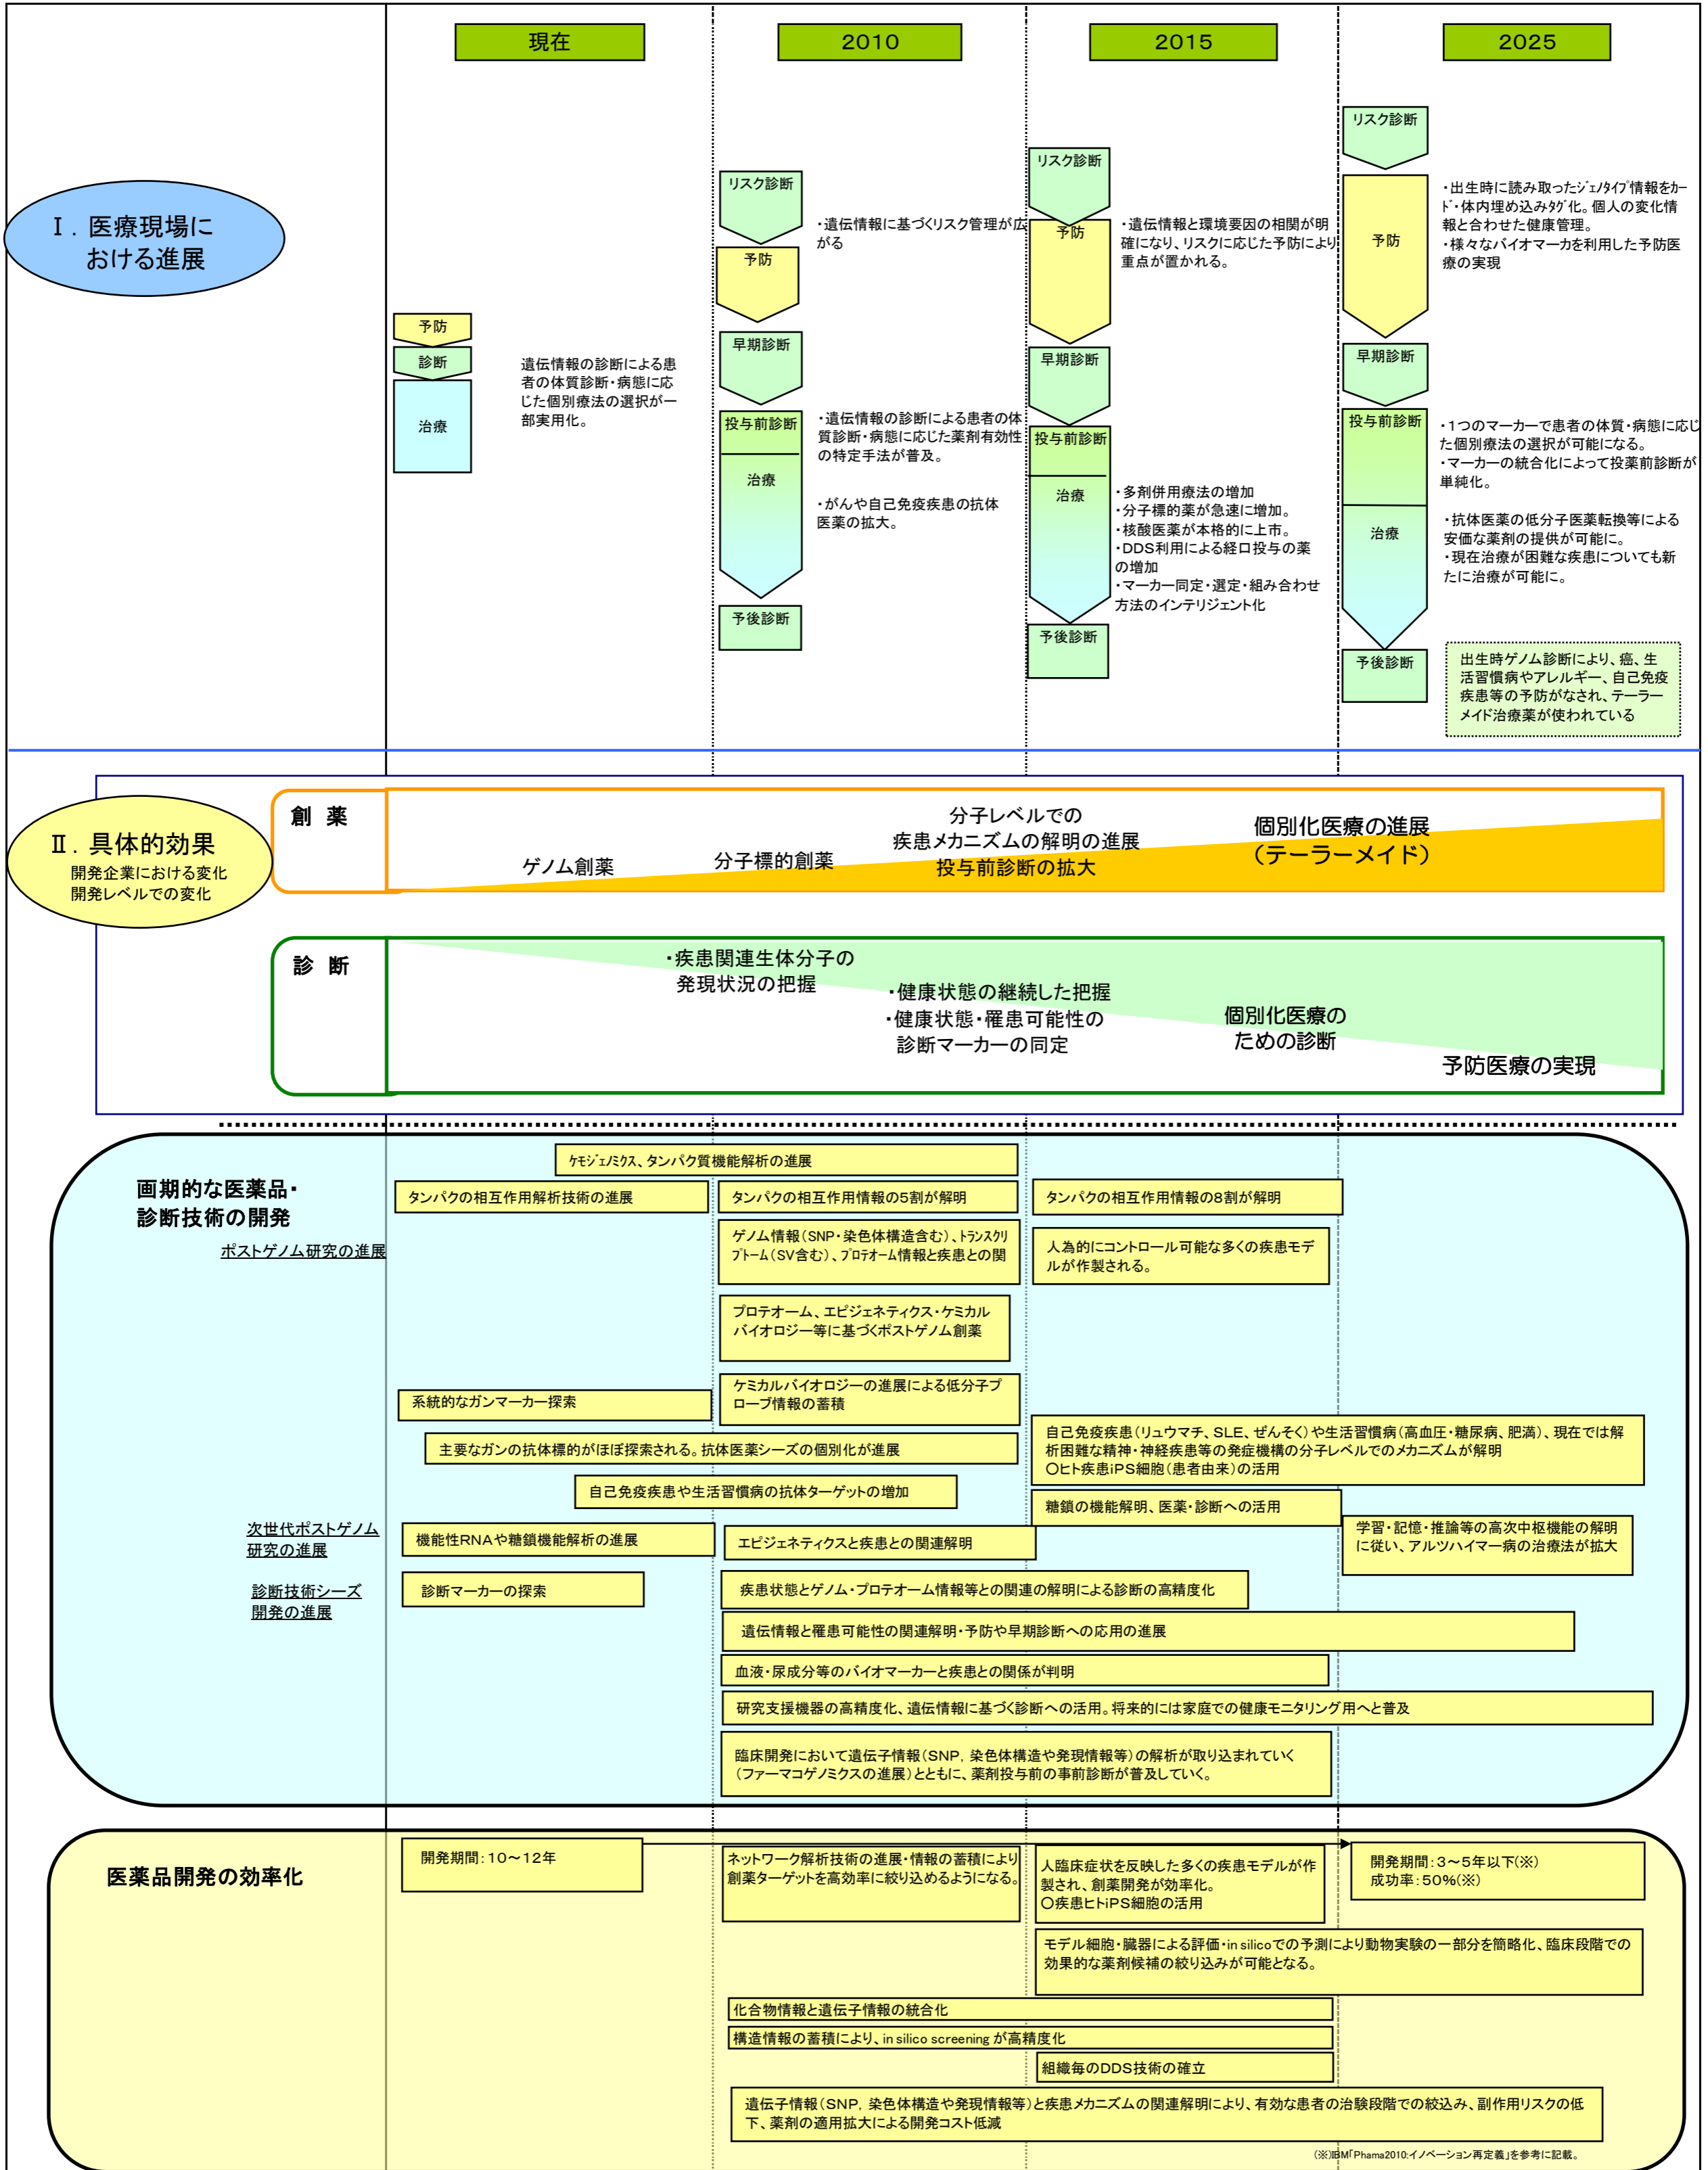 現在
2010
2015
2025
Ⅰ．医療現場に
おける進展
予防
診断
治療
遺伝情報の診断による患
者の体質診断・病態に応
じた個別療法の選択が一
部実用化。
リスク診断
予防
早期診断
投与前診断
治療
予後診断
・遺伝情報に基づくリスク管理が広
がる
・遺伝情報の診断による患者の体
質診断・病態に応じた薬剤有効性
の特定手法が普及。
・がんや自己免疫疾患の抗体
医薬の拡大。
リスク診断
予防
早期診断
投与前診断
治療
予後診断
・遺伝情報と環境要因の相関が明
確になり、リスクに応じた予防により
重点が置かれる。
・多剤併用療法の増加
・分子標的薬が急速に増加。
・核酸医薬が本格的に上市。
・DDS利用による経口投与の薬
の増加
・マーカー同定・選定・組み合わせ
方法のインテリジェント化
リスク診断
予防
早期診断
投与前診断
治療
予後診断
・出生時に読み取ったｼﾞｪﾉﾀｲﾌﾟ情報をｶｰ
ﾄﾞ・体内埋め込みﾀｸﾞ化。個人の変化情
報と合わせた健康管理。
・様々なバイオマーカを利用した予防医
療の実現
・1つのマーカーで患者の体質・病態に応じ
た個別療法の選択が可能になる。
・マーカーの統合化によって投薬前診断が
単純化。
・抗体医薬の低分子医薬転換等による
安価な薬剤の提供が可能に。
・現在治療が困難な疾患についても新
たに治療が可能に。
出生時ゲノム診断により、癌、生
活習慣病やアレルギー、自己免疫
疾患等の予防がなされ、テーラー
メイド治療薬が使われている
Ⅱ．具体的効果
開発企業における変化
開発レベルでの変化
創 薬
ゲノム創薬
分子標的創薬
分子レベルでの
疾患メカニズムの解明の進展
投与前診断の拡大
個別化医療の進展
（テーラーメイド）
診 断
・疾患関連生体分子の
発現状況の把握
・健康状態の継続した把握
・健康状態・罹患可能性の
診断マーカーの同定
個別化医療の
ための診断
予防医療の実現
画期的な医薬品・
診断技術の開発
ポストゲノム研究の進展
ｹﾓｼﾞｪﾉﾐｸｽ、タンパク質機能解析の進展
タンパクの相互作用解析技術の進展
タンパクの相互作用情報の5割が解明
タンパクの相互作用情報の8割が解明
ゲノム情報（SNP・染色体構造含む）、ﾄﾗﾝｽｸﾘ
ﾌﾟﾄｰﾑ（SV含む）、ﾌﾟﾛﾃｵｰﾑ情報と疾患との関
人為的にコントロール可能な多くの疾患モデ
ルが作製される。
プロテオーム、エピジェネティクス・ケミカル
バイオロジー等に基づくポストゲノム創薬
系統的なガンマーカー探索
ケミカルバイオロジーの進展による低分子プ
ローブ情報の蓄積
主要なガンの抗体標的がほぼ探索される。抗体医薬シーズの個別化が進展
自己免疫疾患（リュウマチ、SLE、ぜんそく）や生活習慣病（高血圧・糖尿病、肥満）、現在では解
析困難な精神・神経疾患等の発症機構の分子レベルでのメカニズムが解明
○ヒト疾患iPS細胞（患者由来）の活用
自己免疫疾患や生活習慣病の抗体ターゲットの増加
糖鎖の機能解明、医薬・診断への活用
次世代ポストゲノム
研究の進展
機能性RNAや糖鎖機能解析の進展
エピジェネティクスと疾患との関連解明
学習・記憶・推論等の高次中枢機能の解明
に従い、アルツハイマー病の治療法が拡大
診断技術シーズ
開発の進展
診断マーカーの探索
疾患状態とゲノム・プロテオーム情報等との関連の解明による診断の高精度化
遺伝情報と罹患可能性の関連解明・予防や早期診断への応用の進展
血液・尿成分等のバイオマーカーと疾患との関係が判明
研究支援機器の高精度化、遺伝情報に基づく診断への活用。将来的には家庭での健康モニタリング用へと普及
臨床開発において遺伝子情報（SNP，染色体構造や発現情報等）の解析が取り込まれていく
（ファーマコゲノミクスの進展）とともに、薬剤投与前の事前診断が普及していく。
医薬品開発の効率化
開発期間：10～12年
ネットワーク解析技術の進展・情報の蓄積により
創薬ターゲットを高効率に絞り込めるようになる。
人臨床症状を反映した多くの疾患モデルが作
製され、創薬開発が効率化。
○疾患ヒトiPS細胞の活用
開発期間：3～5年以下（※）
成功率：50%（※）
モデル細胞・臓器による評価・in silicoでの予測により動物実験の一部分を簡略化、臨床段階での
効果的な薬剤候補の絞り込みが可能となる。
化合物情報と遺伝子情報の統合化
構造情報の蓄積により、in silico screening が高精度化
組織毎のDDS技術の確立
遺伝子情報（SNP，染色体構造や発現情報等）と疾患メカニズムの関連解明により、有効な患者の治験段階での絞込み、副作用リスクの低
下、薬剤の適用拡大による開発コスト低減
（※）IBM「Phama2010:イノベーション再定義」を参考に記載。